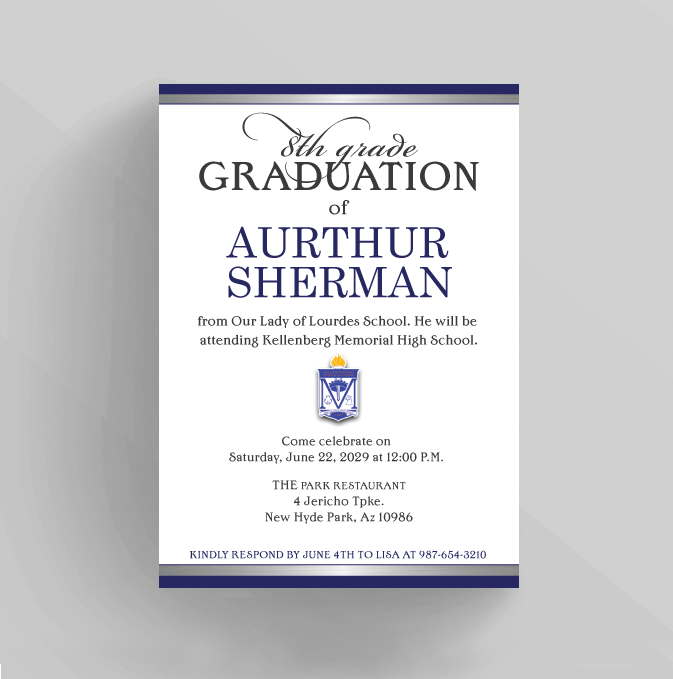 8th grade
GRADUATION
of
AURTHUR
SHERMAN
from Our Lady of Lourdes School. He will be
attending Kellenberg Memorial High School.
Come celebrate on
Saturday, June 22, 2029 at 12:00 P.M.
THE PARK RESTAURANT
4 Jericho Tpke.
New Hyde Park, Az 10986
KINDLY RESPOND BY JUNE 4TH TO LISA AT 987-654-3210